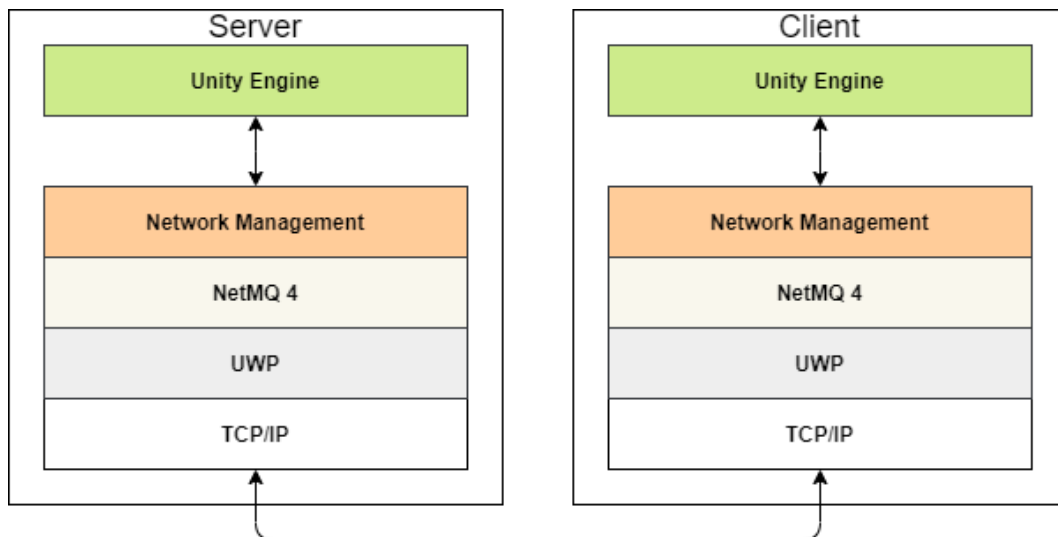 Server
Unity Engine
Network Management
NetMQ 4
UWP
TCP/IP
Client
Unity Engine
Network Management
NetMQ 4
UWP
TCP/IP